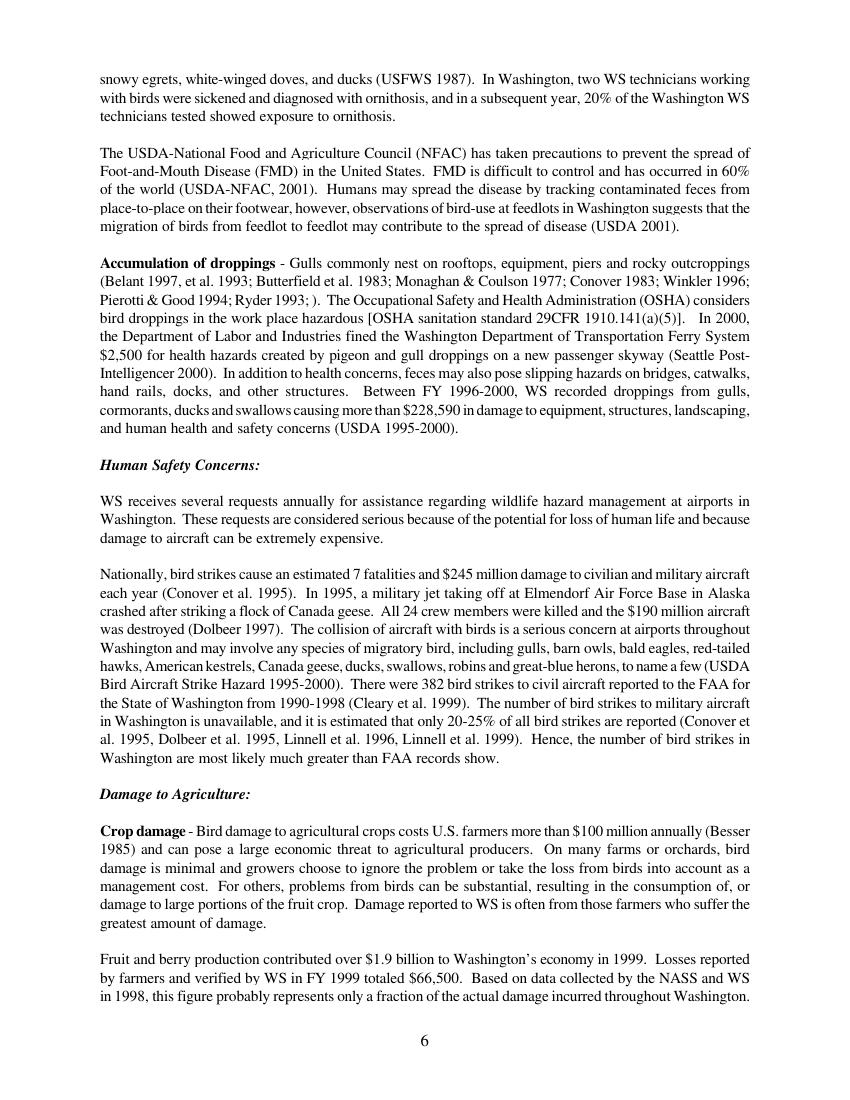 snowy egrets, white-winged doves, and ducks (USFWS 1987). In Washington, two WS technicians working
with birds were sickened and diagnosed with ornithosis, and in a subsequent year, 20% of the Washington WS
technicians tested showed exposure to ornithosis.
The USDA-National Food and Agriculture Council (NFAC) has taken precautions to prevent the spread of
Foot-and-Mouth Disease (FMD) in the United States. FMD is difficult to control and has occurred in 60%
of the world (USDA-NFAC, 2001). Humans may spread the disease by tracking contaminated feces from
place-to-place on their footwear, however, observations of bird-use at feedlots in Washington suggests that the
migration of birds from feedlot to feedlot may contribute to the spread of disease (USDA 2001).
Accumulation of droppings - Gulls commonly nest on rooftops, equipment, piers and rocky outcroppings
(Belant 1997, et al. 1993; Butterfield et al. 1983; Monaghan & Coulson 1977; Conover 1983; Winkler 1996;
Pierotti & Good 1994; Ryder 1993; ). The Occupational Safety and Health Administration (OSHA) considers
bird droppings in the work place hazardous [OSHA sanitation standard 29CFR 1910.141(a)(5)]. In 2000,
the Department of Labor and Industries fined the Washington Department of Transportation Ferry System
$2,500 for health hazards created by pigeon and gull droppings on a new passenger skyway (Seattle Post-
Intelligencer 2000). In addition to health concerns, feces may also pose slipping hazards on bridges, catwalks,
hand rails, docks, and other structures. Between FY 1996-2000, WS recorded droppings from gulls,
cormorants, ducks and swallows causing more than $228,590 in damage to equipment, structures, landscaping,
and human health and safety concerns (USDA 1995-2000).
Human Safety Concerns:
WS receives several requests annually for assistance regarding wildlife hazard management at airports in
Washington. These requests are considered serious because of the potential for loss of human life and because
damage to aircraft can be extremely expensive.
Nationally, bird strikes cause an estimated 7 fatalities and $245 million damage to civilian and military aircraft
each year (Conover et al. 1995). In 1995, a military jet taking off at Elmendorf Air Force Base in Alaska
crashed after striking a flock of Canada geese. All 24 crew members were killed and the $190 million aircraft
was destroyed (Dolbeer 1997). The collision of aircraft with birds is a serious concern at airports throughout
Washington and may involve any species of migratory bird, including gulls, barn owls, bald eagles, red-tailed
hawks, American kestrels, Canada geese, ducks, swallows, robins and great-blue herons, to name a few (USDA
Bird Aircraft Strike Hazard 1995-2000). There were 382 bird strikes to civil aircraft reported to the FAA for
the State of Washington from 1990-1998 (Cleary et al. 1999). The number of bird strikes to military aircraft
in Washington is unavailable, and it is estimated that only 20-25% of all bird strikes are reported (Conover et
al. 1995, Dolbeer et al. 1995, Linnell et al. 1996, Linnell et al. 1999). Hence, the number of bird strikes in
Washington are most likely much greater than FAA records show.
Damage to Agriculture:
Crop damage - Bird damage to agricultural crops costs U.S. farmers more than $100 million annually (Besser
1985) and can pose a large economic threat to agricultural producers. On many farms or orchards, bird
damage is minimal and growers choose to ignore the problem or take the loss from birds into account as a
management cost. For others, problems from birds can be substantial, resulting in the consumption of, or
damage to large portions of the fruit crop. Damage reported to WS is often from those farmers who suffer the
greatest amount of damage.
Fruit and berry production contributed over $1.9 billion to Washington's economy in 1999. Losses reported
by farmers and verified by WS in FY 1999 totaled $66,500. Based on data collected by the NASS and WS
in 1998, this figure probably represents only a fraction of the actual damage incurred throughout Washington.
6